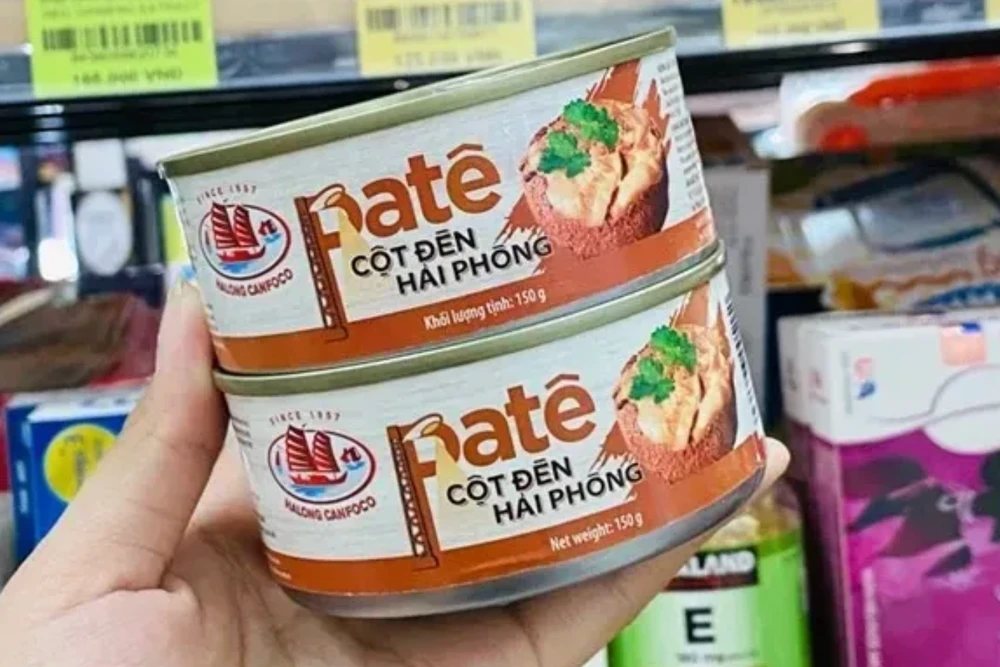 SINCE 1957
HALONG CANFOCO
Patê
CỘT ĐÈN
HẢI PHÒNG
Khối lượng tịnh: 150 g
SINCE 1957
HALONG CANFOCO
Patê
CỘT ĐÈN
HẢI PHÒNG
Net weight: 150 g
E